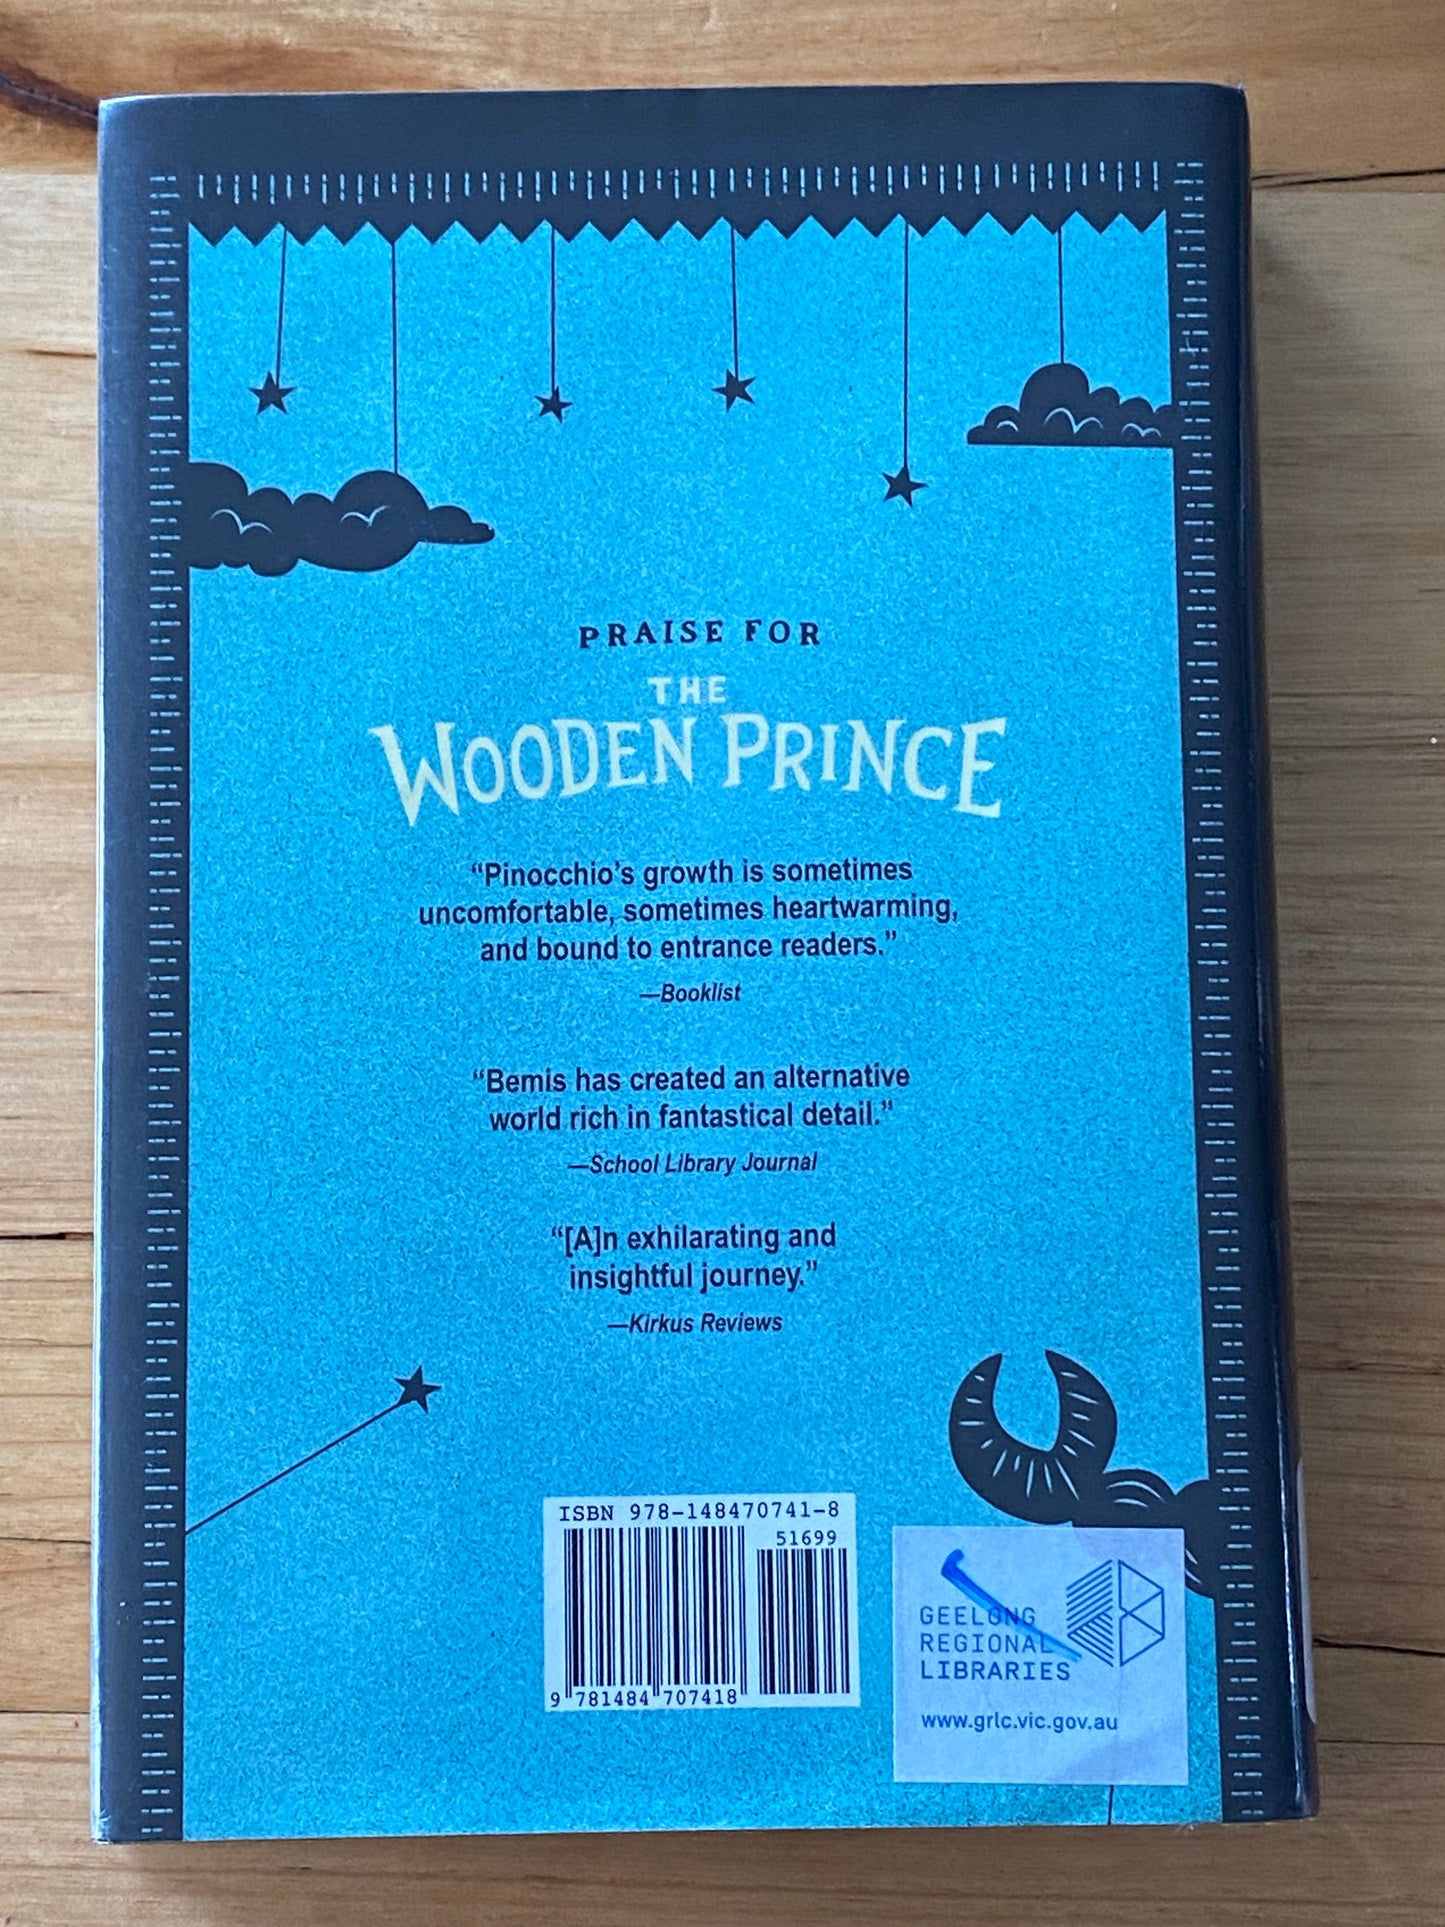 PRAISE FOR
THE
WOODEN PRINCE
“Pinocchio’s growth is sometimes
uncomfortable, sometimes heartwarming,
and bound to entrance readers.”
—Booklist
“Bemis has created an alternative
world rich in fantastical detail.”
—School Library Journal
“[A]n exhilarating and
insightful journey.”
—Kirkus Reviews
ISBN 978-148470741-8
51699
9 781484 707418
GEELONG
REGIONAL
LIBRARIES
www.grlc.vic.gov.au